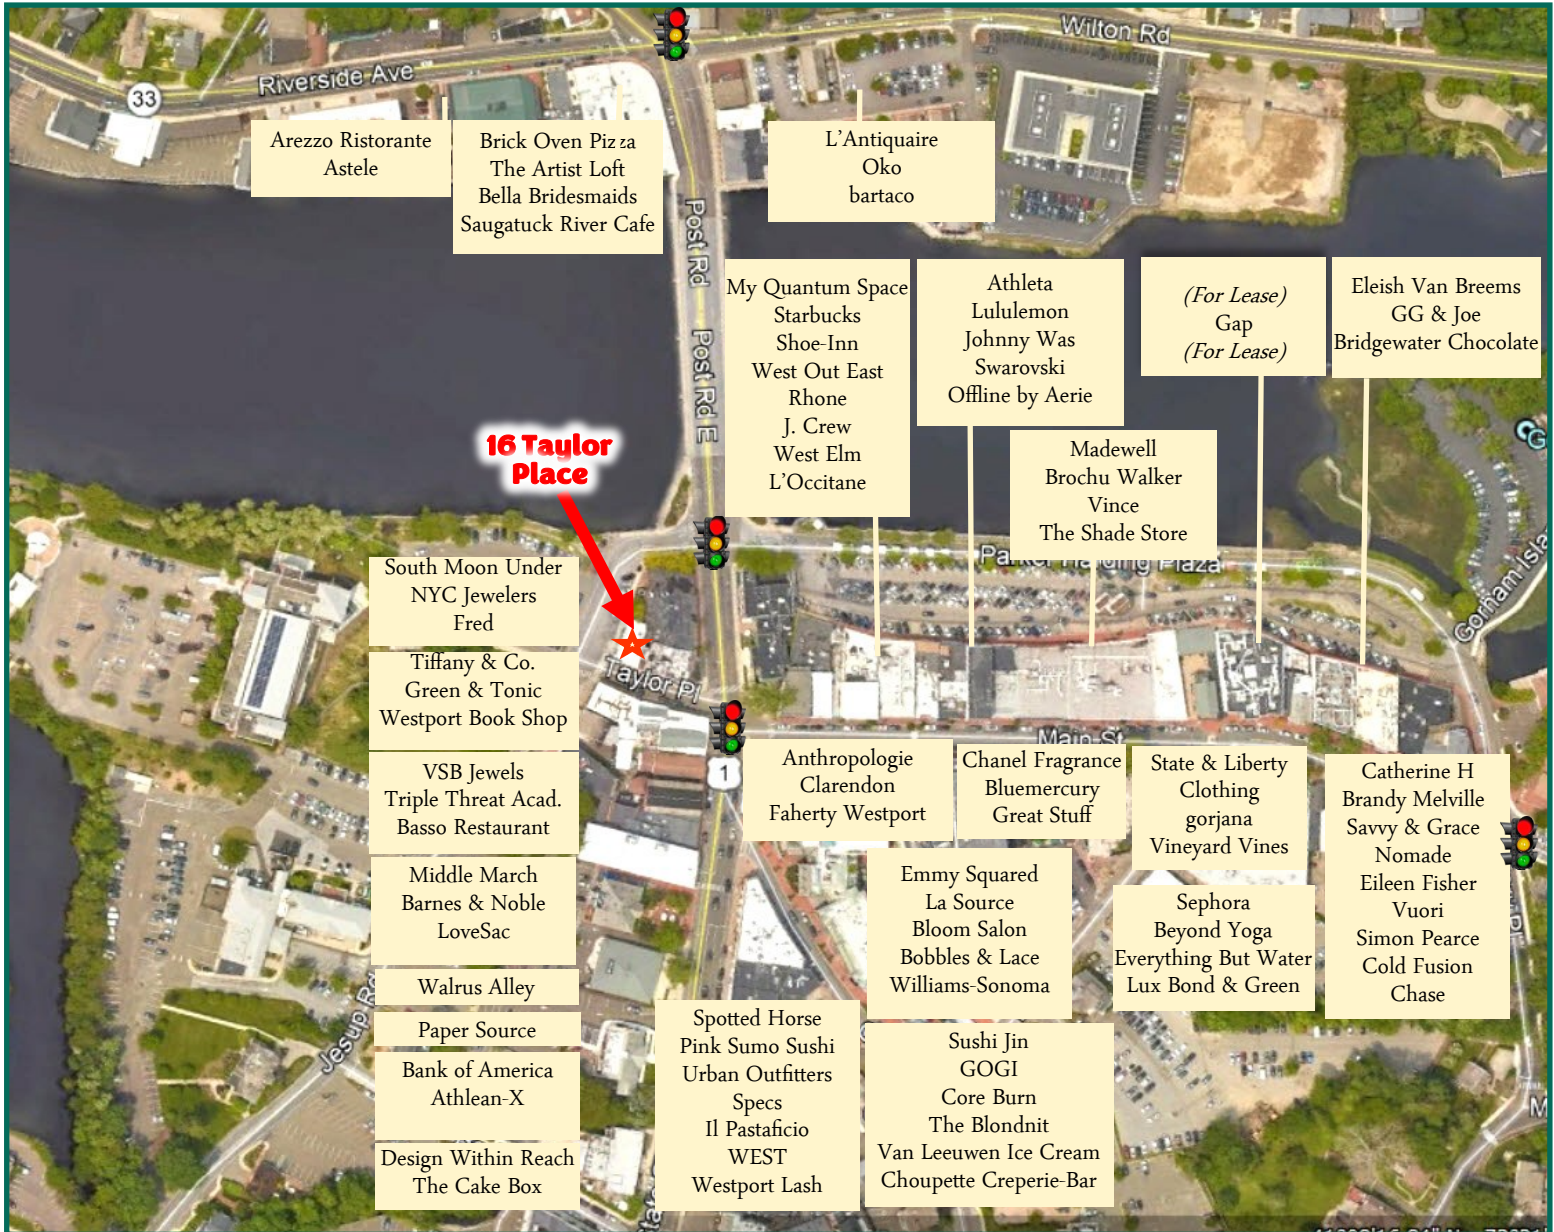 Wilton Rd
Riverside Ave
33
Arezzo Ristorante
Astele
Brick Oven Pizza
The Artist Loft
Bella Bridesmaids
Saugatuck River Cafe
L'Antiquaire
Oko
bartaco
Post Rd
Post Rd E
My Quantum Space
Starbucks
Shoe-Inn
West Out East
Rhone
J. Crew
West Elm
L'Occitane
Athleta
Lululemon
Johnny Was
Swarovski
Offline by Aerie
(For Lease)
Gap
(For Lease)
Eleish Van Breems
GG & Joe
Bridgewater Chocolate
Madewell
Brochu Walker
Vince
The Shade Store
16 Taylor
Place
Parker Harding Plaza
Gorham Isla
G
South Moon Under
NYC Jewelers
Fred
Tiffany & Co.
Green & Tonic
Westport Book Shop
VSB Jewels
Triple Threat Acad.
Basso Restaurant
Middle March
Barnes & Noble
LoveSac
Walrus Alley
Paper Source
Bank of America
Athlean-X
Design Within Reach
The Cake Box
Taylor Pl
Main St
1
Jesup Rd
Anthropologie
Clarendon
Faherty Westport
Chanel Fragrance
Bluemercury
Great Stuff
State & Liberty
Clothing
gorjana
Vineyard Vines
Catherine H
Brandy Melville
Savvy & Grace
Nomade
Eileen Fisher
Vuori
Simon Pearce
Cold Fusion
Chase
Emmy Squared
La Source
Bloom Salon
Bobbles & Lace
Williams-Sonoma
Sephora
Beyond Yoga
Everything But Water
Lux Bond & Green
Spotted Horse
Pink Sumo Sushi
Urban Outfitters
Specs
Il Pastaficio
WEST
Westport Lash
Sushi Jin
GOGI
Core Burn
The Blondnit
Van Leeuwen Ice Cream
Choupette Creperie-Bar
M